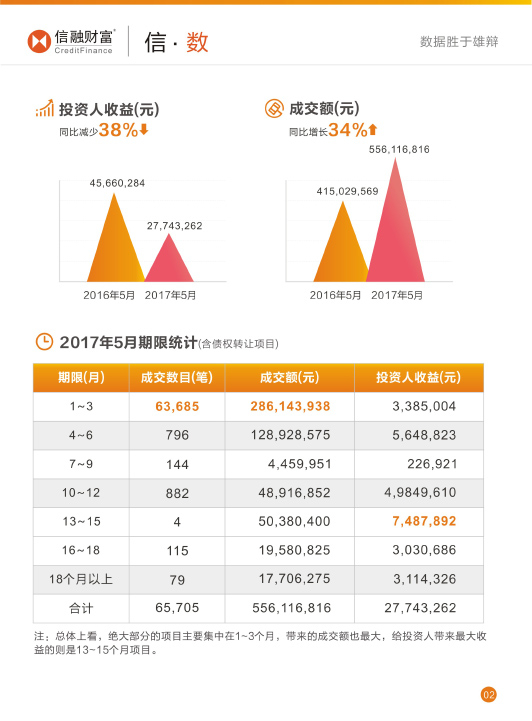 信融财富®
CreditFinance
信·数
数据胜于雄辩
投资人收益(元)
同比减少38%
45,660,284
27,743,262
2016年5月 2017年5月
成交额(元)
同比增长34%
556,116,816
415,029,569
2016年5月 2017年5月
2017年5月期限统计(含债权转让项目)
期限(月) 成交数目(笔) 成交额(元) 投资人收益(元)
1~3 63,685 286,143,938 3,385,004
4~6 796 128,928,575 5,648,823
7~9 144 4,459,951 226,921
10~12 882 48,916,852 4,9849,610
13~15 4 50,380,400 7,487,892
16~18 115 19,580,825 3,030,686
18个月以上 79 17,706,275 3,114,326
合计 65,705 556,116,816 27,743,262
注：总体上看，绝大部分的项目主要集中在1~3个月，带来的成交额也最大，给投资人带来最大收
益的则是13~15个月项目。
02